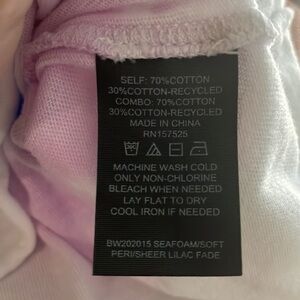 SELF: 70%COTTON
30%COTTON-RECYCLED
COMBO: 70%COTTON
30%COTTON-RECYCLED
MADE IN CHINA
RN157525
MACHINE WASH COLD
ONLY NON-CHLORINE
BLEACH WHEN NEEDED
LAY FLAT TO DRY
COOL IRON IF NEEDED
BW202015 SEAFOAM/SOFT
PERI/SHEER LILAC FADE